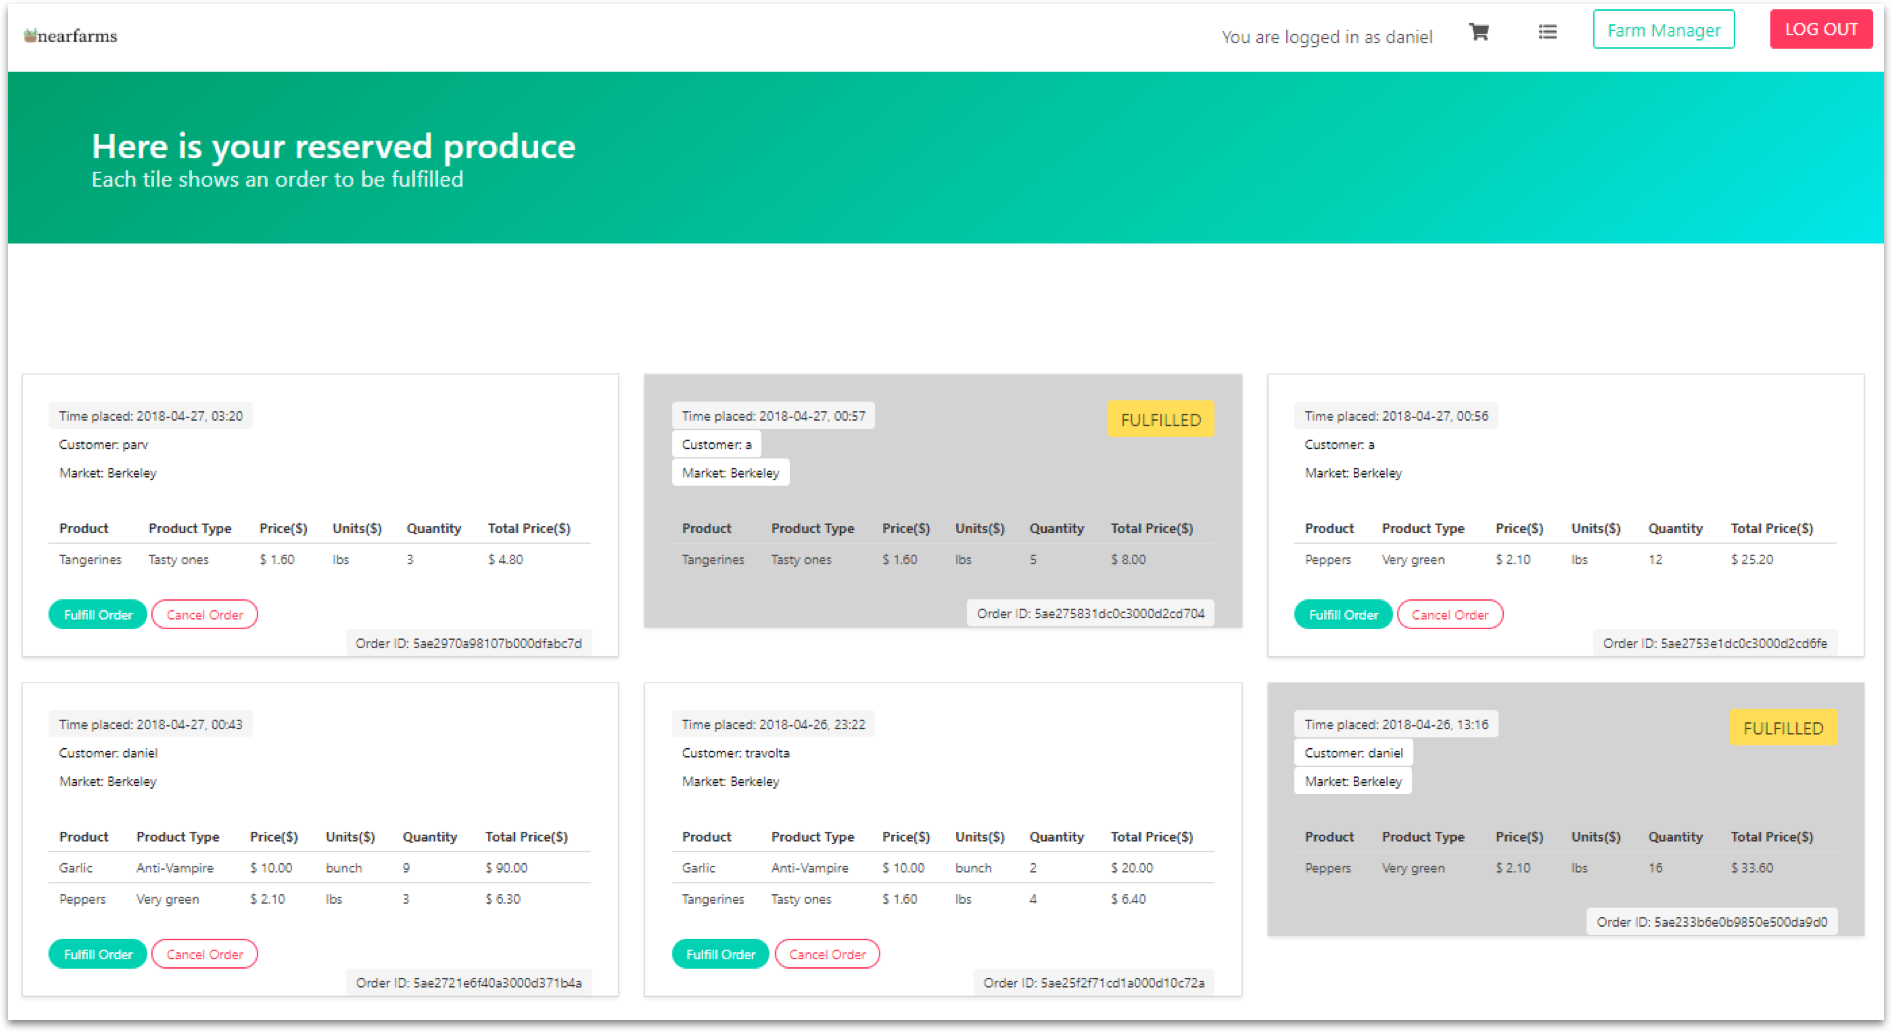 nearfarms
You are logged in as daniel
Farm Manager
LOG OUT
Here is your reserved produce
Each tile shows an order to be fulfilled
Time placed: 2018-04-27, 03:20
Customer: parv
Market: Berkeley
Product Product Type Price($) Units($) Quantity Total Price($)
Tangerines Tasty ones $ 1.60 lbs 3 $ 4.80
Fulfill Order Cancel Order
Order ID: 5ae2970a98107b000dfabc7d
Time placed: 2018-04-27, 00:57
FULFILLED
Customer: a
Market: Berkeley
Product Product Type Price($) Units($) Quantity Total Price($)
Tangerines Tasty ones $ 1.60 lbs 5 $ 8.00
Order ID: 5ae275831dc0c3000d2cd704
Time placed: 2018-04-27, 00:56
Customer: a
Market: Berkeley
Product Product Type Price($) Units($) Quantity Total Price($)
Peppers Very green $ 2.10 lbs 12 $ 25.20
Fulfill Order Cancel Order
Order ID: 5ae2753e1dc0c3000d2cd6fe
Time placed: 2018-04-27, 00:43
Customer: daniel
Market: Berkeley
Product Product Type Price($) Units($) Quantity Total Price($)
Garlic Anti-Vampire $ 10.00 bunch 9 $ 90.00
Peppers Very green $ 2.10 lbs 3 $ 6.30
Fulfill Order Cancel Order
Order ID: 5ae2721e6f40a3000d371b4a
Time placed: 2018-04-26, 23:22
Customer: travolta
Market: Berkeley
Product Product Type Price($) Units($) Quantity Total Price($)
Garlic Anti-Vampire $ 10.00 bunch 2 $ 20.00
Tangerines Tasty ones $ 1.60 lbs 4 $ 6.40
Fulfill Order Cancel Order
Order ID: 5ae25f2f71cd1a000d10c72a
Time placed: 2018-04-26, 13:16
FULFILLED
Customer: daniel
Market: Berkeley
Product Product Type Price($) Units($) Quantity Total Price($)
Peppers Very green $ 2.10 lbs 16 $ 33.60
Order ID: 5ae233b6e0b9850e500da9d0